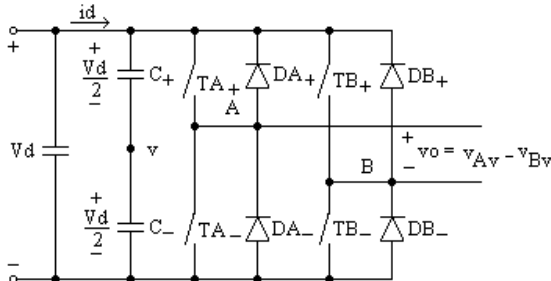 id
+
+
Vd
2
-
C+
TA+
DA+
TB+
DB+
A
Vd
v
B
+
-
vo = vAv - vBv
+
Vd
2
-
C-
TA-
DA-
TB-
DB-
-